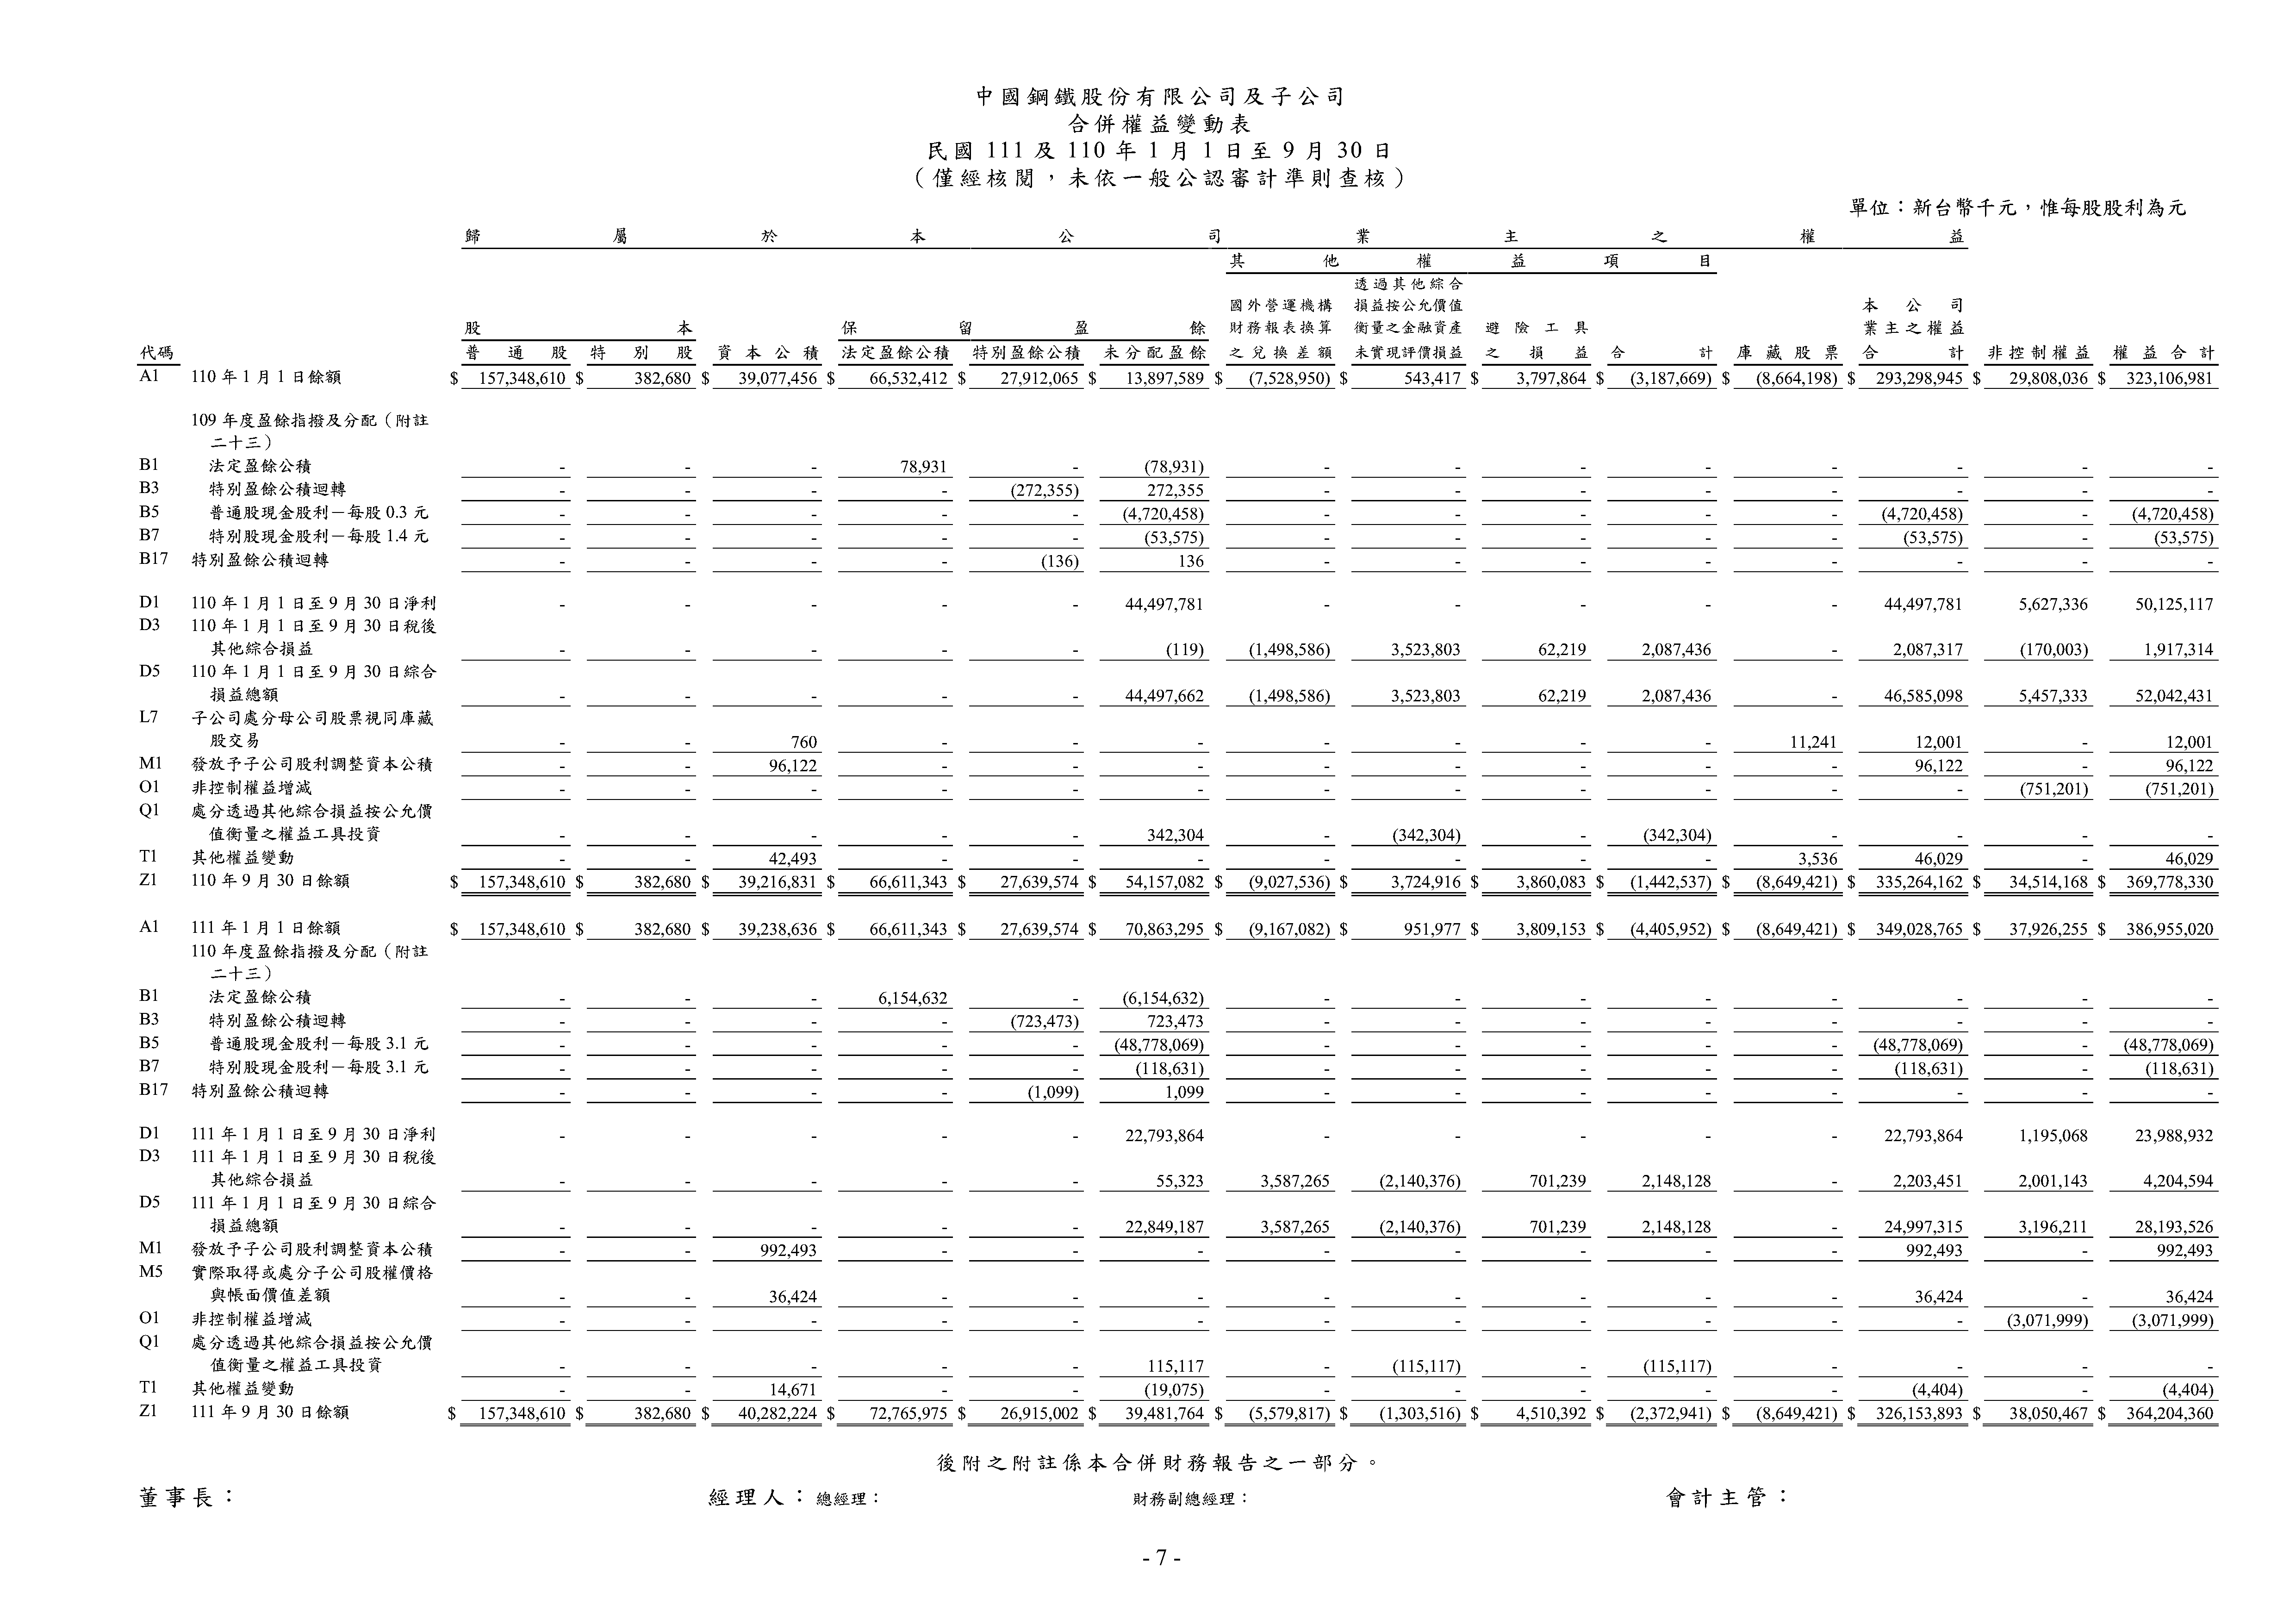 中國鋼鐵股份有限公司及子公司
合併權益變動表
民國 111 及 110 年 1 月 1 日至 9 月 30 日
（僅經核閱，未依一般公認審計準則查核）
單位：新台幣千元，惟每股股利為元
歸屬於本公司業主之權益
其他權益項目
透過其他綜合
國外營運機構 損益按公允價值 本公司
股本 保留盈餘 財務報表換算 衡量之金融資產 避險工具 業主之權益
代碼 普通股 特別股 資本公積 法定盈餘公積 特別盈餘公積 未分配盈餘 之兌換差額 未實現評價損益 之損益 合計 庫藏股票 合計 非控制權益 權益合計
A1 110 年 1 月 1 日餘額 $ 157,348,610 $ 382,680 $ 39,077,456 $ 66,532,412 $ 27,912,065 $ 13,897,589 $ (7,528,950) $ 543,417 $ 3,797,864 $ (3,187,669) $ (8,664,198) $ 293,298,945 $ 29,808,036 $ 323,106,981
109 年度盈餘指撥及分配（附註
二十三）
B1 法定盈餘公積 - - - 78,931 - (78,931) - - - - - - - -
B3 特別盈餘公積迴轉 - - - - (272,355) 272,355 - - - - - - - -
B5 普通股現金股利－每股 0.3 元 - - - - - (4,720,458) - - - - - (4,720,458) - (4,720,458)
B7 特別股現金股利－每股 1.4 元 - - - - - (53,575) - - - - - (53,575) - (53,575)
B17 特別盈餘公積迴轉 - - - - (136) 136 - - - - - - - -
D1 110 年 1 月 1 日至 9 月 30 日淨利 - - - - - 44,497,781 - - - - - 44,497,781 5,627,336 50,125,117
D3 110 年 1 月 1 日至 9 月 30 日稅後
其他綜合損益 - - - - - (119) (1,498,586) 3,523,803 62,219 2,087,436 - 2,087,317 (170,003) 1,917,314
D5 110 年 1 月 1 日至 9 月 30 日綜合
損益總額 - - - - - 44,497,662 (1,498,586) 3,523,803 62,219 2,087,436 - 46,585,098 5,457,333 52,042,431
L7 子公司處分母公司股票視同庫藏
股交易 - - 760 - - - - - - - 11,241 12,001 - 12,001
M1 發放予子公司股利調整資本公積 - - 96,122 - - - - - - - - 96,122 - 96,122
O1 非控制權益增減 - - - - - - - - - - - - (751,201) (751,201)
Q1 處分透過其他綜合損益按公允價
值衡量之權益工具投資 - - - - - 342,304 - (342,304) - (342,304) - - - -
T1 其他權益變動 - - 42,493 - - - - - - - 3,536 46,029 - 46,029
Z1 110 年 9 月 30 日餘額 $ 157,348,610 $ 382,680 $ 39,216,831 $ 66,611,343 $ 27,639,574 $ 54,157,082 $ (9,027,536) $ 3,724,916 $ 3,860,083 $ (1,442,537) $ (8,649,421) $ 335,264,162 $ 34,514,168 $ 369,778,330
A1 111 年 1 月 1 日餘額 $ 157,348,610 $ 382,680 $ 39,238,636 $ 66,611,343 $ 27,639,574 $ 70,863,295 $ (9,167,082) $ 951,977 $ 3,809,153 $ (4,405,952) $ (8,649,421) $ 349,028,765 $ 37,926,255 $ 386,955,020
110 年度盈餘指撥及分配（附註
二十三）
B1 法定盈餘公積 - - - 6,154,632 - (6,154,632) - - - - - - - -
B3 特別盈餘公積迴轉 - - - - (723,473) 723,473 - - - - - - - -
B5 普通股現金股利－每股 3.1 元 - - - - - (48,778,069) - - - - - (48,778,069) - (48,778,069)
B7 特別股現金股利－每股 3.1 元 - - - - - (118,631) - - - - - (118,631) - (118,631)
B17 特別盈餘公積迴轉 - - - - (1,099) 1,099 - - - - - - - -
D1 111 年 1 月 1 日至 9 月 30 日淨利 - - - - - 22,793,864 - - - - - 22,793,864 1,195,068 23,988,932
D3 111 年 1 月 1 日至 9 月 30 日稅後
其他綜合損益 - - - - - 55,323 3,587,265 (2,140,376) 701,239 2,148,128 - 2,203,451 2,001,143 4,204,594
D5 111 年 1 月 1 日至 9 月 30 日綜合
損益總額 - - - - - 22,849,187 3,587,265 (2,140,376) 701,239 2,148,128 - 24,997,315 3,196,211 28,193,526
M1 發放予子公司股利調整資本公積 - - 992,493 - - - - - - - - 992,493 - 992,493
M5 實際取得或處分子公司股權價格
與帳面價值差額 - - 36,424 - - - - - - - - 36,424 - 36,424
O1 非控制權益增減 - - - - - - - - - - - - (3,071,999) (3,071,999)
Q1 處分透過其他綜合損益按公允價
值衡量之權益工具投資 - - - - - 115,117 - (115,117) - (115,117) - - - -
T1 其他權益變動 - - 14,671 - - (19,075) - - - - - (4,404) - (4,404)
Z1 111 年 9 月 30 日餘額 $ 157,348,610 $ 382,680 $ 40,282,224 $ 72,765,975 $ 26,915,002 $ 39,481,764 $ (5,579,817) $ (1,303,516) $ 4,510,392 $ (2,372,941) $ (8,649,421) $ 326,153,893 $ 38,050,467 $ 364,204,360
後附之附註係本合併財務報告之一部分。
董事長： 經理人：總經理： 財務副總經理： 會計主管：
- 7 -